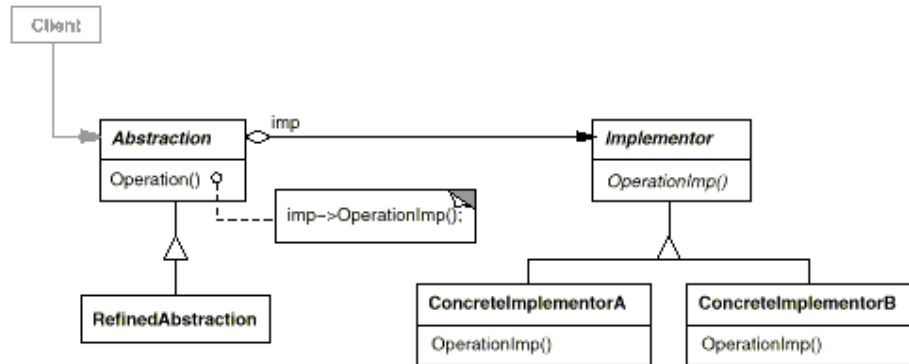 Client
imp
Abstraction
Implementor
Operation()
OperationImp()
imp->OperationImp();
RefinedAbstraction
ConcreteImplementorA
ConcreteImplementorB
OperationImp()
OperationImp()